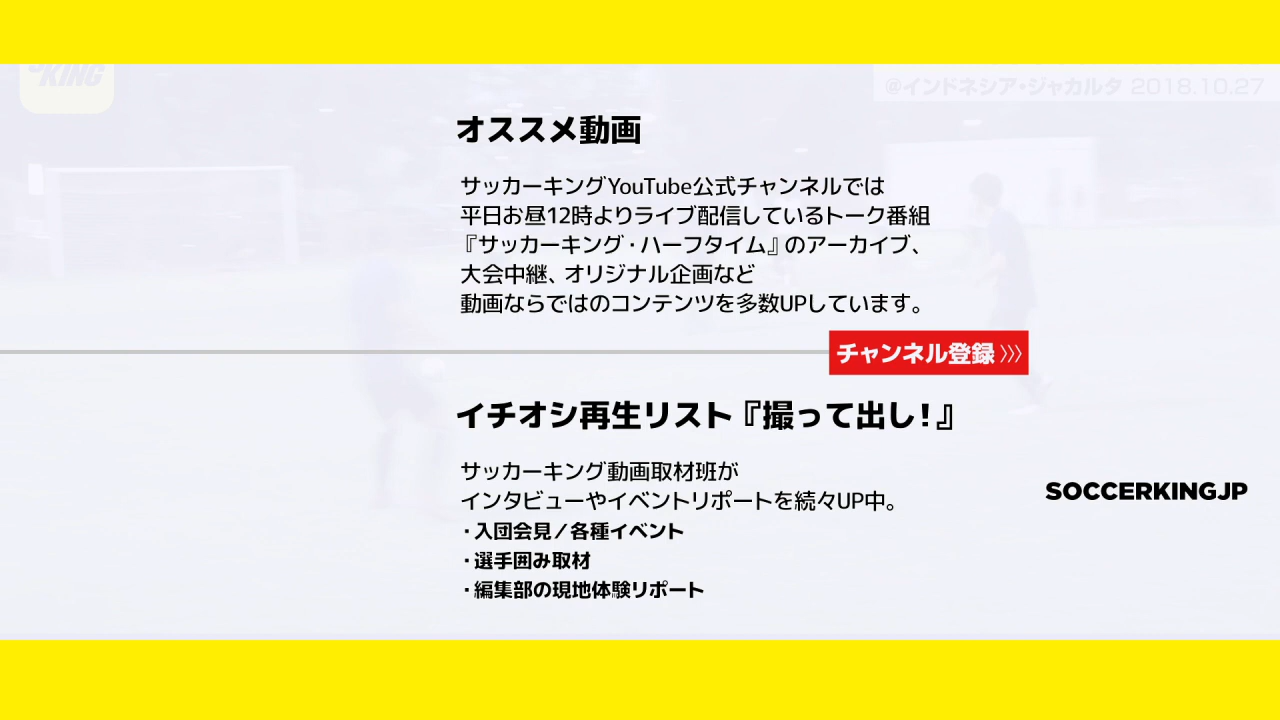 KING
@インドネシア・ジャカルタ 2018.10.27
オススメ動画
サッカーキングYouTube公式チャンネルでは
平日お昼12時よりライブ配信しているトーク番組
『サッカーキング・ハーフタイム』のアーカイブ、
大会中継、オリジナル企画など
動画ならではのコンテンツを多数UPしています。
チャンネル登録 》
イチオシ再生リスト『撮って出し!』
サッカーキング動画取材班が
インタビューやイベントリポートを続々UP中。
・入団会見/各種イベント
・選手囲み取材
・編集部の現地体験リポート
SOCCERKINGJP